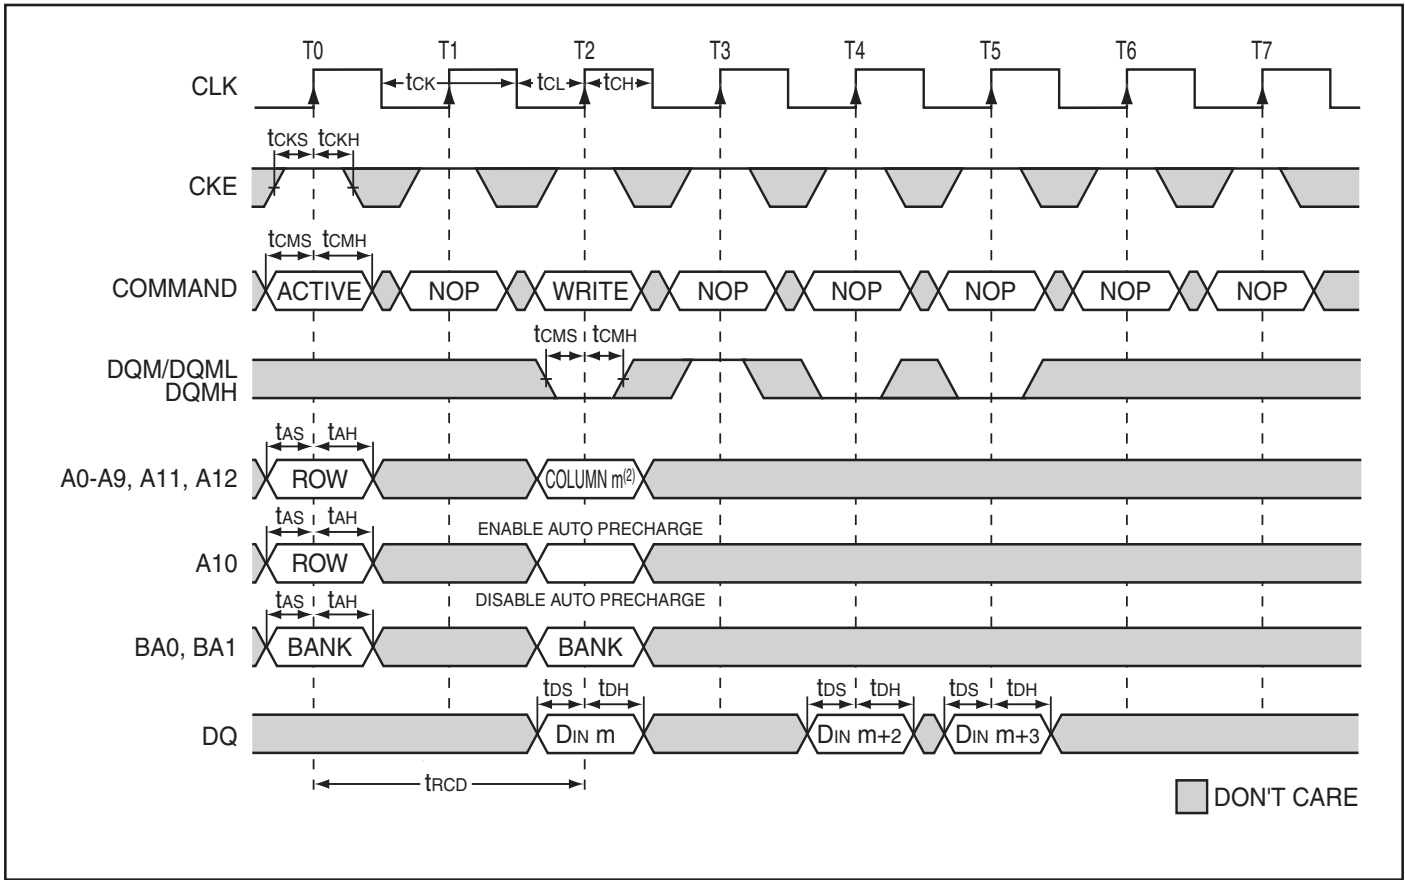 T0 T1 T2 T3 T4 T5 T6 T7
CLK tCK tCL tCH
tCKS tCKH
CKE
tCMS tCMH
COMMAND ACTIVE NOP WRITE NOP NOP NOP NOP NOP
tCMS tCMH
DQM/DQML
DQMH
tAS tAH
A0-A9, A11, A12 ROW COLUMN m(2)
tAS tAH ENABLE AUTO PRECHARGE
A10 ROW
tAS tAH DISABLE AUTO PRECHARGE
BA0, BA1 BANK BANK
tDS tDH tDS tDH tDS tDH
DQ DIN m DIN m+2 DIN m+3
tRCD
DON'T CARE